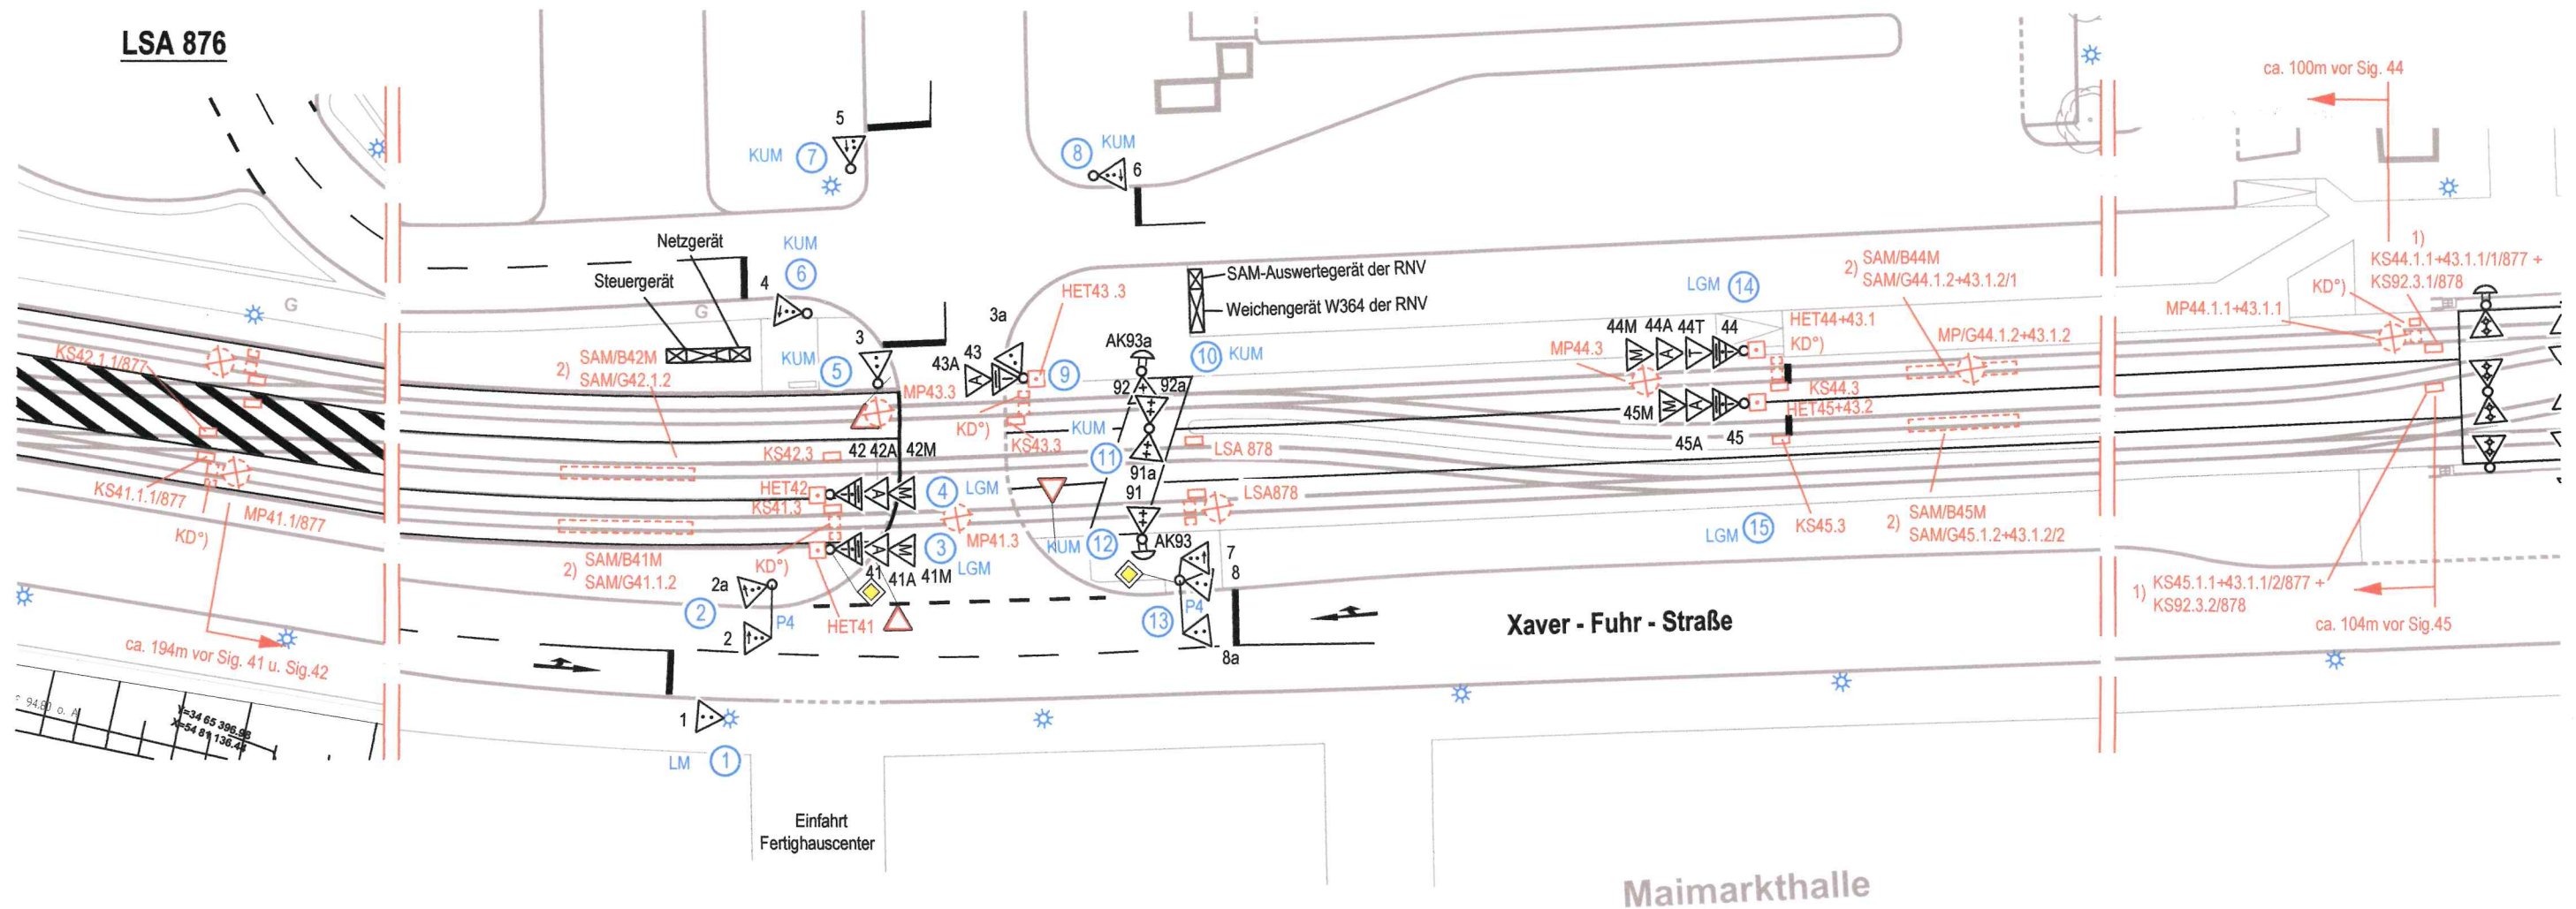 LSA 876
ca. 100m vor Sig. 44
5
KUM
7
8
KUM
6
Netzgerät
Steuergerät
KUM
6
4
G
G
SAM-Auswertegerät der RNV
Weichengerät W364 der RNV
LGM
14
SAM/B44M
2)
SAM/G44.1.2+43.1.2/1
1)
KS44.1.1+43.1.1/1/877 +
KS92.3.1/878
KD°)
MP44.1.1+43.1.1
HET43 .3
3a
3
43
43A
AK93a
10
KUM
9
92
92a
44M
44A
44T
44
M
A
T
HET44+43.1
KD°)
MP/G44.1.2+43.1.2
MP44.3
KS44.3
HET45+43.2
KS42.1.1/877
SAM/B42M
2)
SAM/G42.1.2
KUM
5
MP43.3
A
KD°)
KS43.3
KUM
11
45M
M
A
45A
45
LSA 878
KS42.3
42
42A
42M
91a
91
HET42
KS41.3
A
M
4
LGM
LSA878
KS41.1.1/877
MP41.1/877
KD°)
SAM/B41M
2)
SAM/G41.1.2
KD°)
A
M
3
LGM
MP41.3
KUM
12
AK93
LGM
15
KS45.3
SAM/B45M
2)
SAM/G45.1.2+43.1.2/2
41
41A
41M
2a
2
2
P4
HET41
7
8
P4
13
8a
Xaver - Fuhr - Straße
KS45.1.1+43.1.1/2/877 +
1)
KS92.3.2/878
ca. 104m vor Sig.45
ca. 194m vor Sig. 41 u. Sig.42
94.80 o. A
Y=34 65 396.98
X=54 81 136.44
1
LM
1
Einfahrt
Fertighauscenter
Maimarkthalle